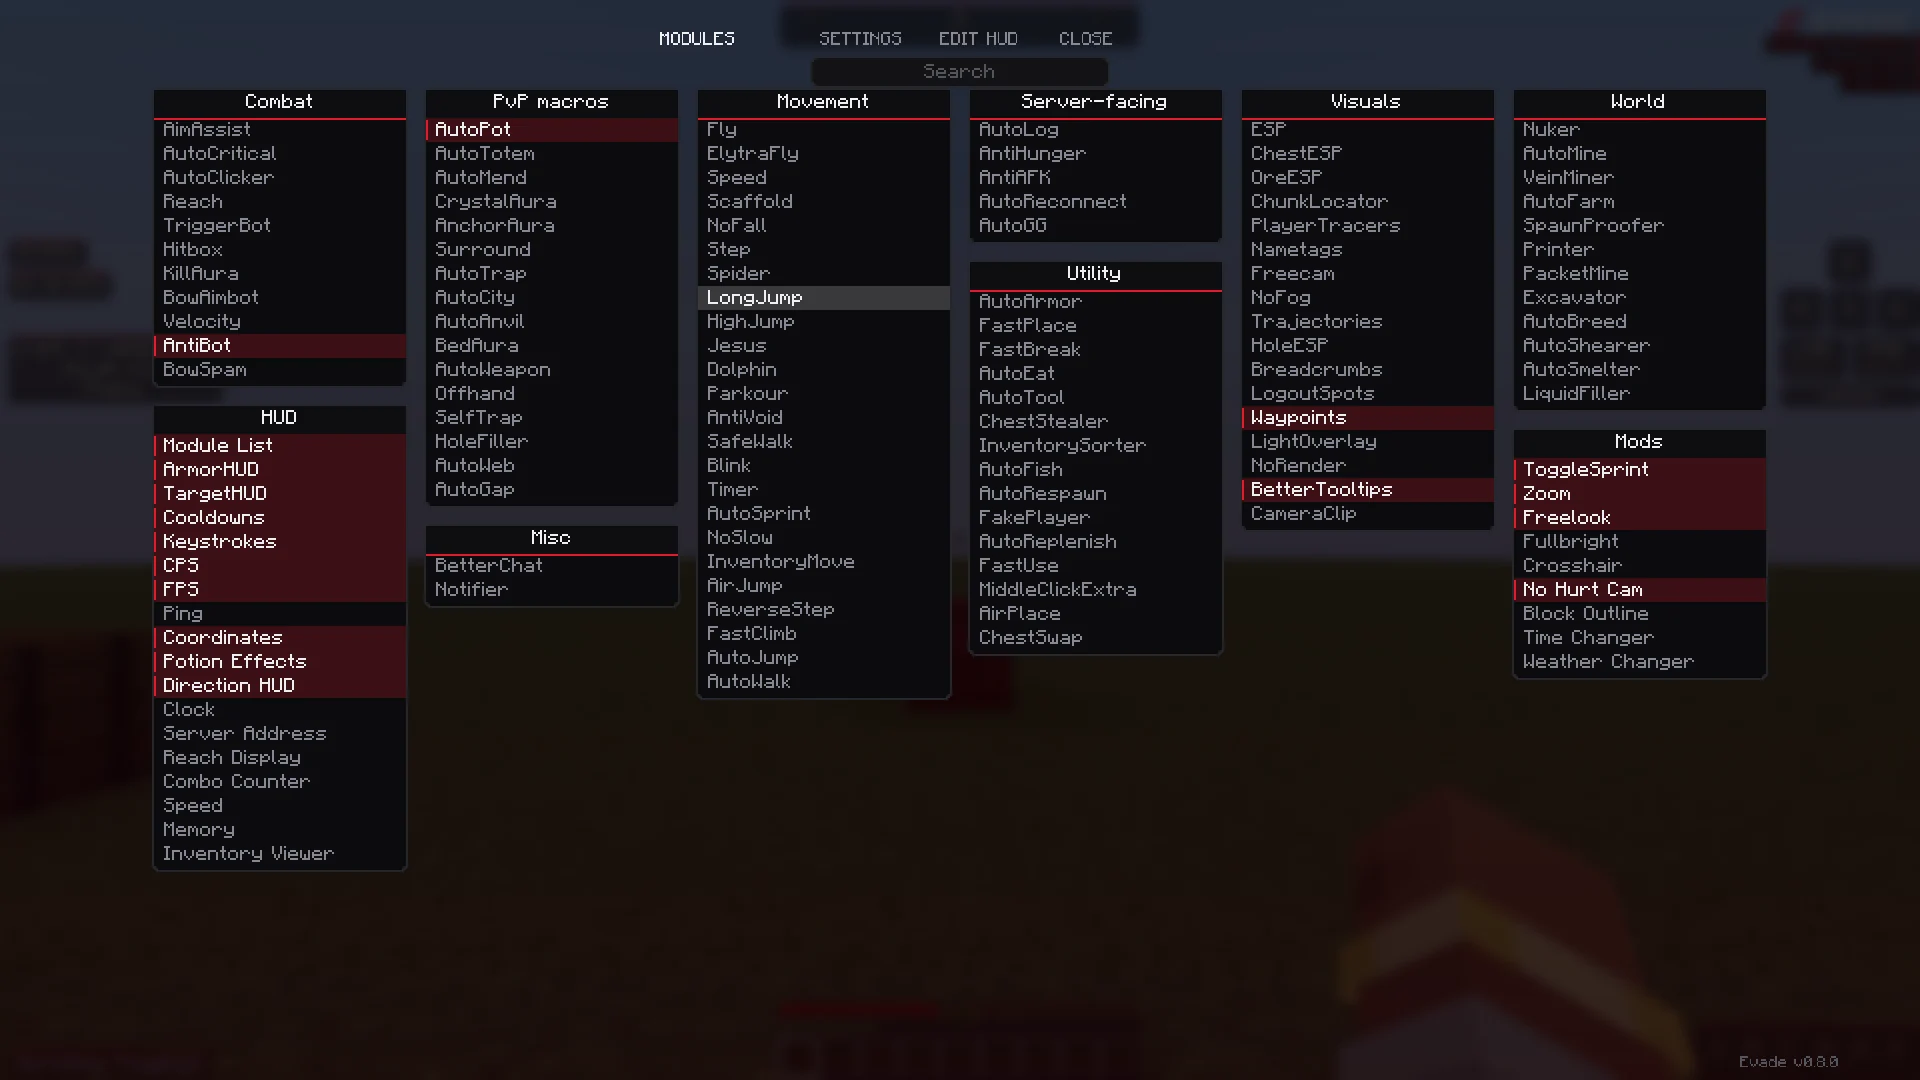 MODULES
SETTINGS
EDIT HUD
CLOSE
Search
Combat
AimAssist
AutoCritical
AutoClicker
Reach
TriggerBot
Hitbox
KillAura
BowAimbot
Velocity
AntiBot
BowSpam
HUD
Module List
ArmorHUD
TargetHUD
Cooldowns
Keystrokes
CPS
FPS
Ping
Coordinates
Potion Effects
Direction HUD
Clock
Server Address
Reach Display
Combo Counter
Speed
Memory
Inventory Viewer
PvP macros
AutoPot
AutoTotem
AutoMend
CrystalAura
AnchorAura
Surround
AutoTrap
AutoCity
AutoAnvil
BedAura
AutoWeapon
Offhand
SelfTrap
HoleFiller
AutoWeb
AutoGap
Misc
BetterChat
Notifier
Movement
Fly
ElytraFly
Speed
Scaffold
NoFall
Step
Spider
LongJump
HighJump
Jesus
Dolphin
Parkour
AntiVoid
SafeWalk
Blink
Timer
AutoSprint
NoSlow
InventoryMove
AirJump
ReverseStep
FastClimb
AutoJump
AutoWalk
Server-facing
AutoLog
AntiHunger
AntiAFK
AutoReconnect
AutoGG
Utility
AutoArmor
FastPlace
FastBreak
AutoEat
AutoTool
ChestStealer
InventorySorter
AutoFish
AutoRespawn
FakePlayer
AutoReplenish
FastUse
MiddleClickExtra
AirPlace
ChestSwap
Visuals
ESP
ChestESP
OreESP
ChunkLocator
PlayerTracers
Nametags
Freecam
NoFog
Trajectories
HoleESP
Breadcrumbs
LogoutSpots
Waypoints
LightOverlay
NoRender
BetterTooltips
CameraClip
World
Nuker
AutoMine
VeinMiner
AutoFarm
SpawnProofer
Printer
PacketMine
Excavator
AutoBreed
AutoShearer
AutoSmelter
LiquidFiller
Mods
ToggleSprint
Zoom
Freelook
Fullbright
Crosshair
No Hurt Cam
Block Outline
Time Changer
Weather Changer
Evade v0.8.0